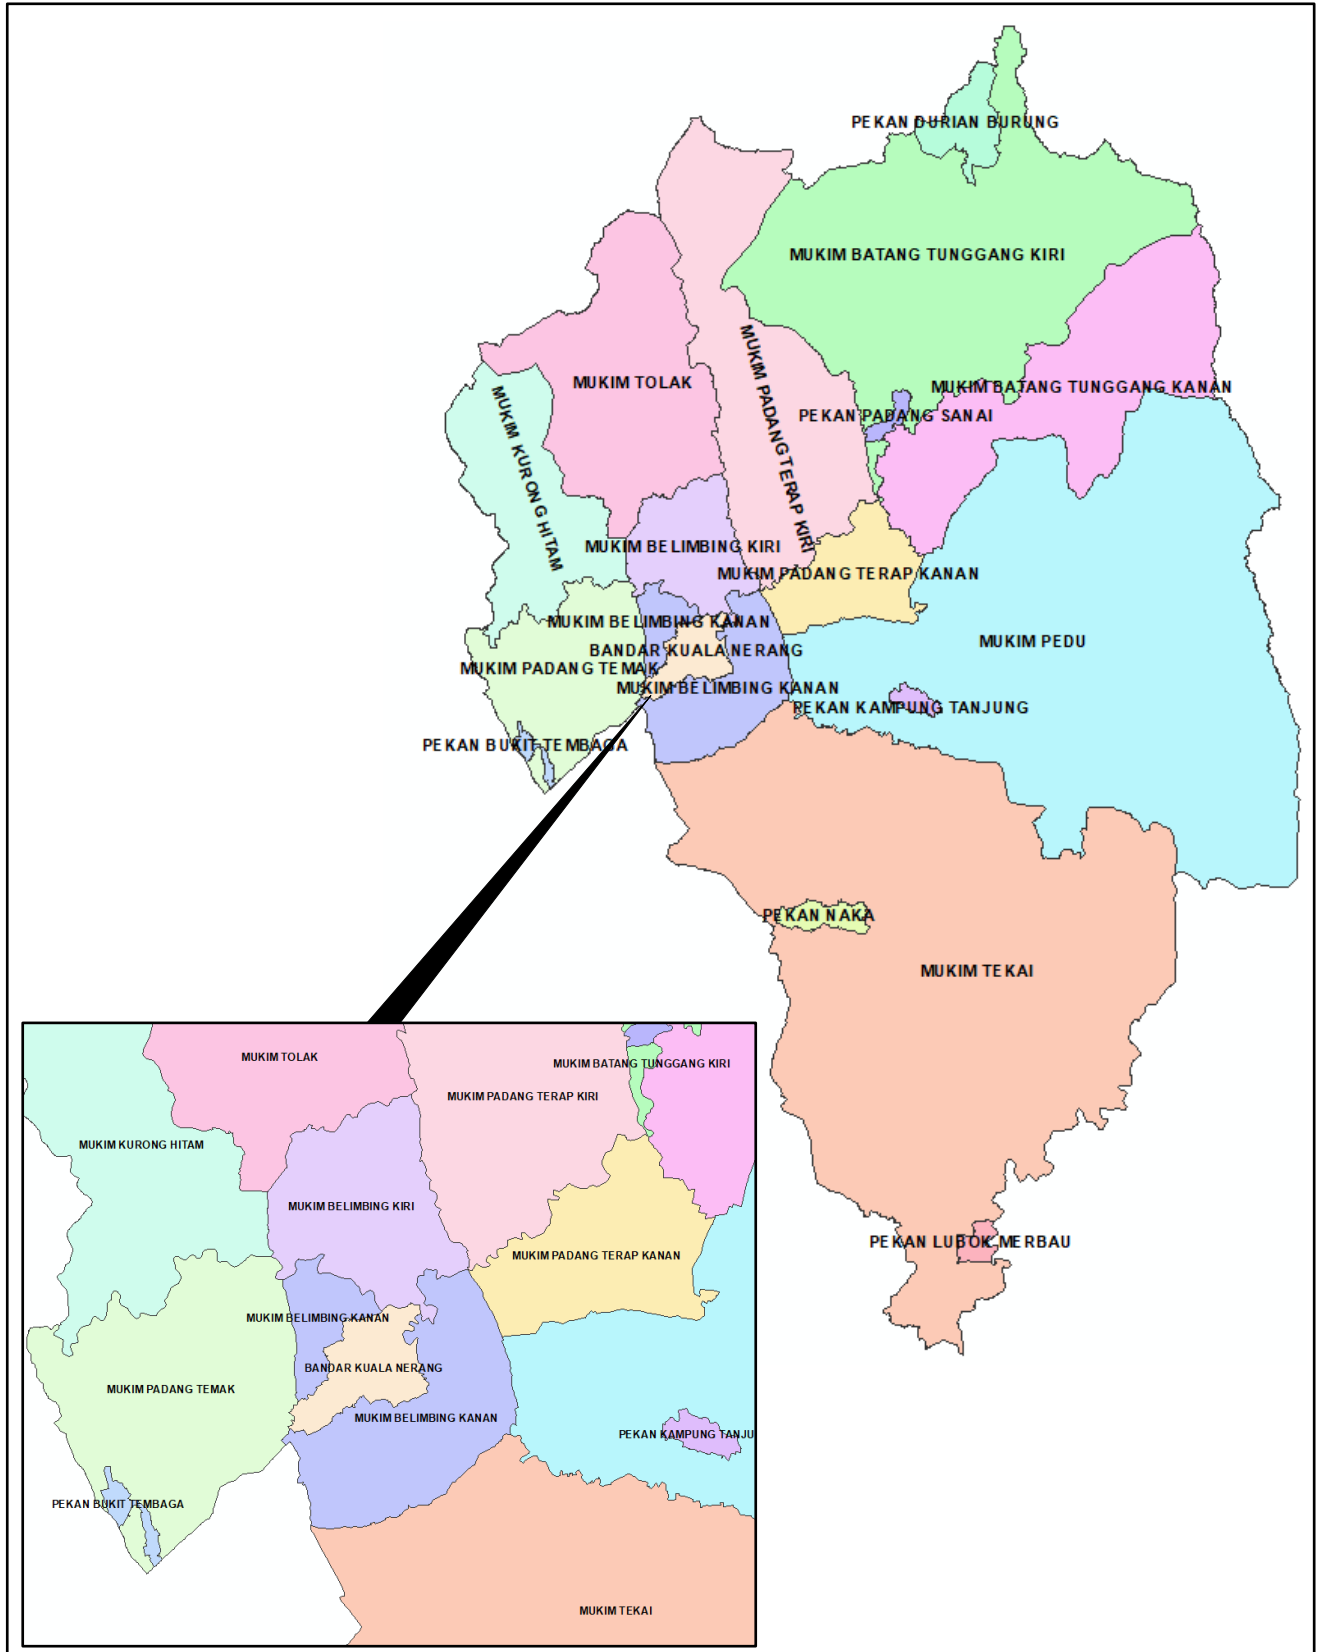 PEKAN DURIAN BURUNG
MUKIM BATANG TUNGGANG KIRI
MUKIM TOLAK
MUKIM PADANG TERAP KIRI
MUKIM BATANG TUNGGANG KANAN
MUKIM KURONG HITAM
PEKAN PADANG SANAI
MUKIM BELIMBING KIRI
MUKIM PADANG TERAP KANAN
MUKIM BELIMBING KANAN
MUKIM PEDU
BANDAR KUALA NERANG
MUKIM PADANG TEMAK
MUKIM BELIMBING KANAN
PEKAN KAMPUNG TANJUNG
PEKAN BUKIT TEMBAGA
PEKAN NAKA
MUKIM TEKAI
PEKAN LUBOK MERBAU
MUKIM TOLAK
MUKIM BATANG TUNGGANG KIRI
MUKIM PADANG TERAP KIRI
MUKIM KURONG HITAM
MUKIM BELIMBING KIRI
MUKIM PADANG TERAP KANAN
MUKIM BELIMBING KANAN
BANDAR KUALA NERANG
MUKIM PADANG TEMAK
MUKIM BELIMBING KANAN
PEKAN KAMPUNG TANJU
PEKAN BUKIT TEMBAGA
MUKIM TEKAI